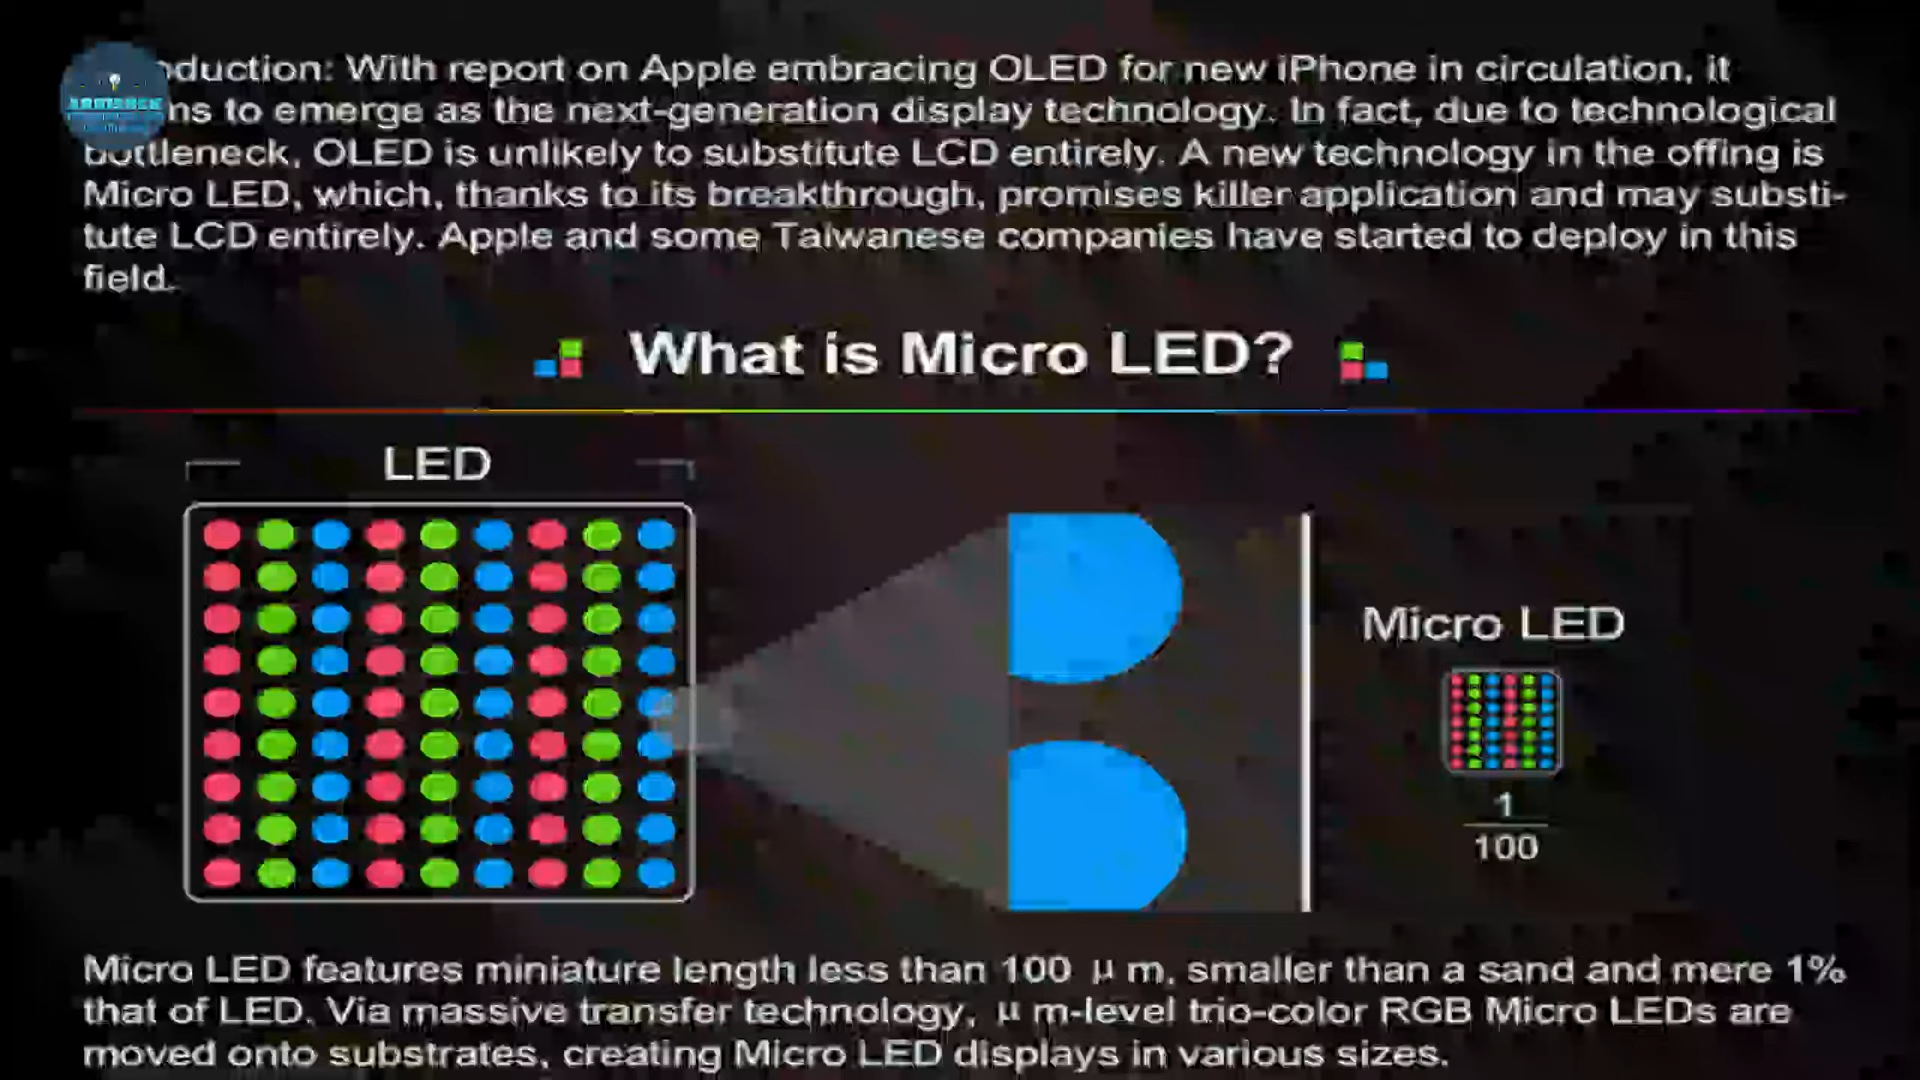 duction: With report on Apple embracing OLED for new iPhone in circulation, it
ns to emerge as the next-generation display technology. In fact, due to technological
bottleneck, OLED is unlikely to substitute LCD entirely. A new technology in the offing is
Micro LED, which, thanks to its breakthrough, promises killer application and may substi-
tute LCD entirely. Apple and some Taiwanese companies have started to deploy in this
field.
What is Micro LED?
LED
Micro LED
1
100
Micro LED features miniature length less than 100 μ m, smaller than a sand and mere 1%
that of LED. Via massive transfer technology, μ m-level trio-color RGB Micro LEDs are
moved onto substrates, creating Micro LED displays in various sizes.